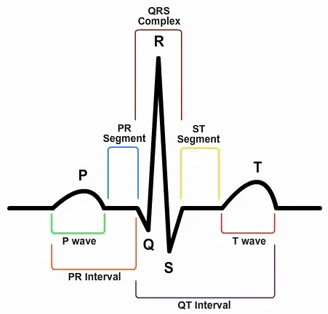 QRS
Complex
R
PR
Segment
ST
Segment
P
T
P wave
Q
T wave
S
PR Interval
QT Interval